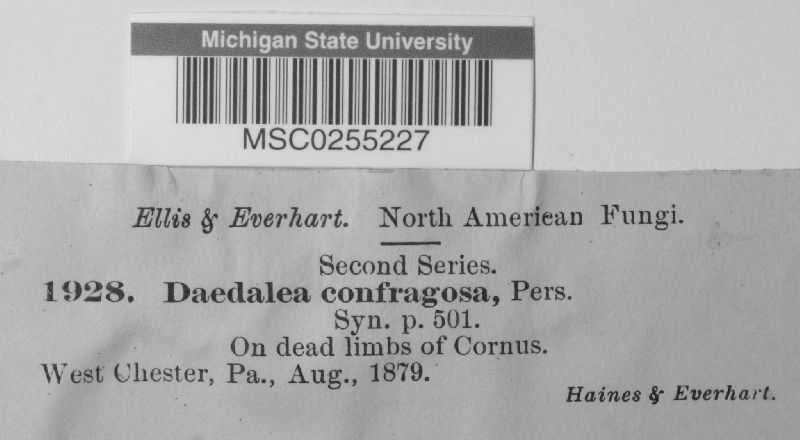 Michigan State University
MSC0255227
Ellis & Everhart. North American Fungi.
Second Series.
1928. Daedalea confragosa, Pers.
Syn. p. 501.
On dead limbs of Cornus.
West Chester, Pa., Aug., 1879.
Haines & Everhart.